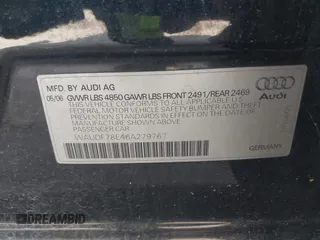 MFD. BY AUDI AG
05/06 GVWR LBS 4850 GAWR LBS FRONT 2491/REAR 2469
THIS VEHICLE CONFORMS TO ALL APPLICABLE U.S.
FEDERAL MOTOR VEHICLE SAFETY, BUMPER AND
THEFT PREVENTION STANDARDS IN EFFECT ON THE
DATE OF MANUFACTURE SHOWN ABOVE.
PASSENGER CAR
Audi
GERMANY
DREAMBID